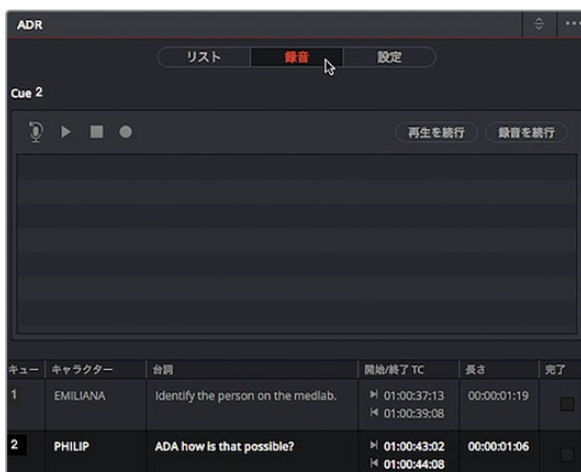 ADR
リスト 録音 設定
Cue 2
再生を続行 録音を続行
キュー キャラクター 台詞 開始/終了 TC 長さ 完了
1 EMILIANA Identify the person on the medlab. 01:00:37:13 00:00:01:19
01:00:39:08
2 PHILIP ADA how is that possible? 01:00:43:02 00:00:01:06
01:00:44:08